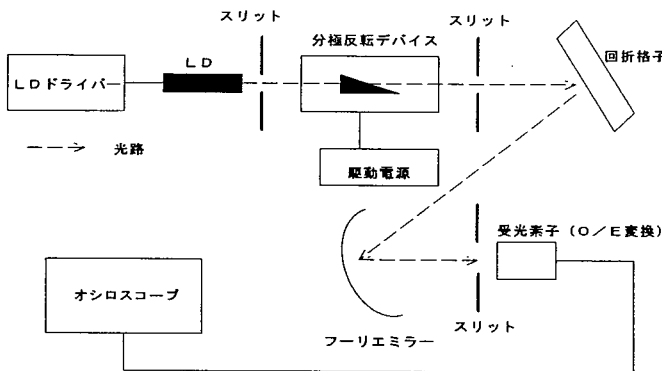 スリット
スリット
分極反転デバイス
回折格子
ＬＤ
ＬＤドライバー
光路
駆動電源
受光素子（Ｏ／Ｅ変換）
オシロスコープ
スリット
フーリエミラー